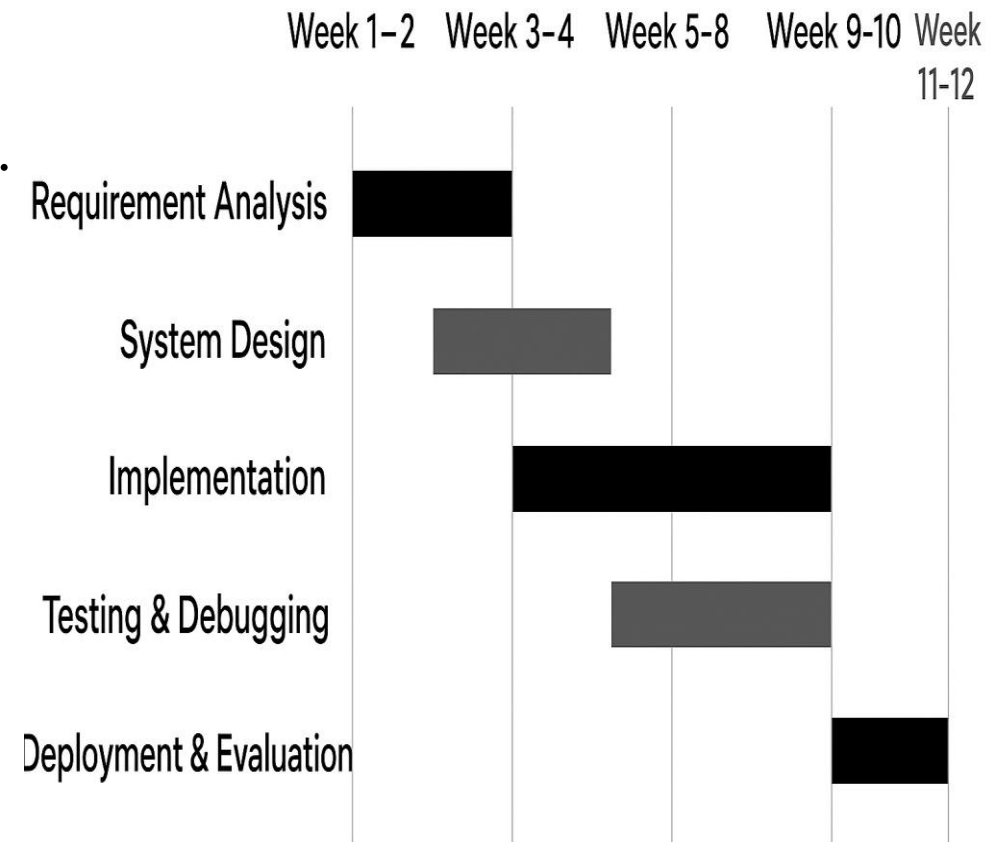 Week 1–2 Week 3–4 Week 5-8 Week 9-10 Week
11-12
Requirement Analysis
System Design
Implementation
Testing & Debugging
Deployment & Evaluation